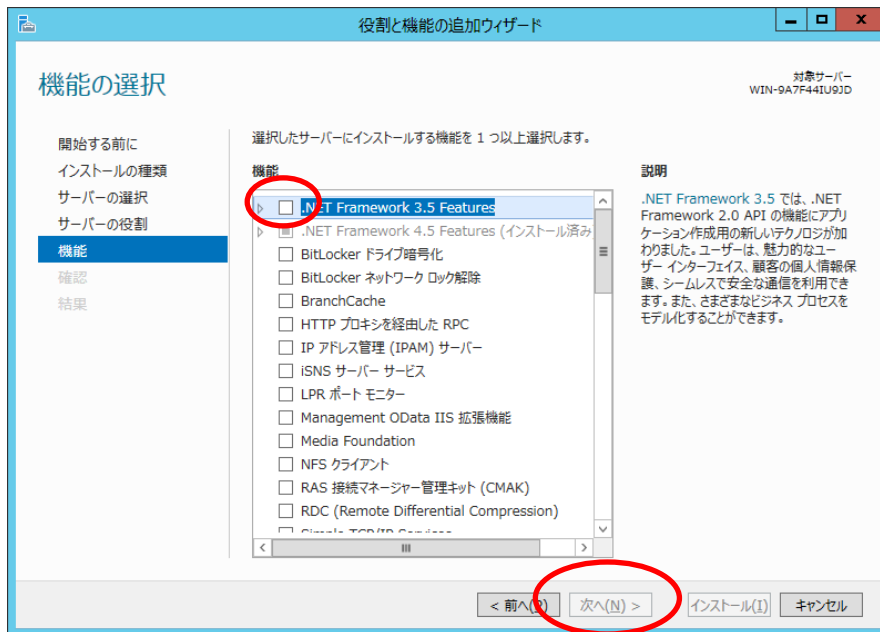 役割と機能の追加ウィザード
機能の選択
対象サーバー
WIN-9A7F44IU9JD
開始する前に
インストールの種類
サーバーの選択
サーバーの役割
機能
確認
結果
選択したサーバーにインストールする機能を 1 つ以上選択します。
機能
.NET Framework 3.5 Features
.NET Framework 4.5 Features (インストール済み
BitLocker ドライブ暗号化
BitLocker ネットワーク ロック解除
BranchCache
HTTP プロキシを経由した RPC
IP アドレス管理 (IPAM) サーバー
iSNS サーバー サービス
LPR ポート モニター
Management OData IIS 拡張機能
Media Foundation
NFS クライアント
RAS 接続マネージャー管理キット (CMAK)
RDC (Remote Differential Compression)
Simple TCP/IP Services
説明
.NET Framework 3.5 では、.NET
Framework 2.0 API の機能にアプリ
ケーション作成用の新しいテクノロジが加
わりました。ユーザーは、魅力的なユー
ザー インターフェイス、顧客の個人情報保
護、シームレスで安全な通信を利用でき
ます。また、さまざまなビジネス プロセスを
モデル化することができます。
< 前へ(P)
次へ(N) >
インストール(I)
キャンセル